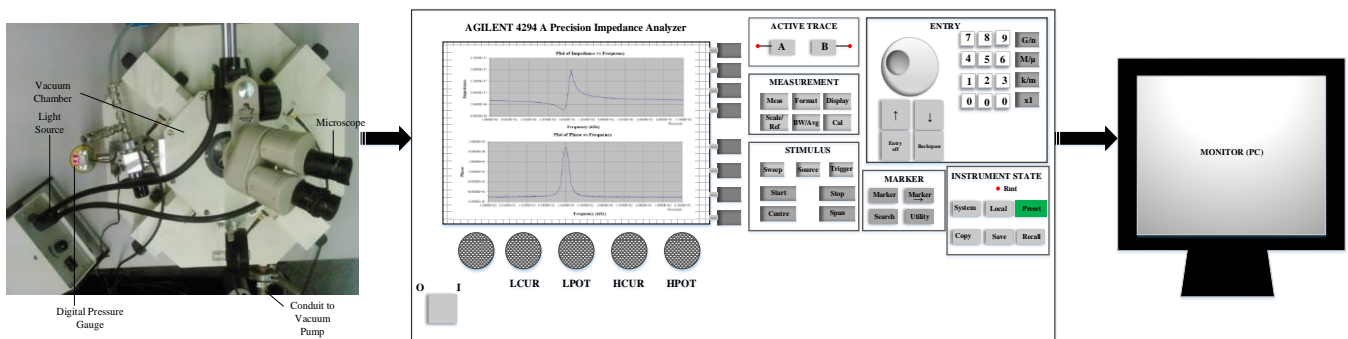 Vacuum
Chamber
Light
Source
Microscope
Digital Pressure
Gauge
Conduit to
Vacuum
Pump
AGILENT 4294 A Precision Impedance Analyzer
Plot of Impedance vs Frequency
Impedance
Frequency (kHz)
Plot of Phase vs Frequency
Phase
Frequency (kHz)
LCUR
LPOT
HCUR
HPOT
O
I
ACTIVE TRACE
A
B
MEASUREMENT
Meas
Format
Display
Scale/
Ref
BW/Avg
Cal
STIMULUS
Sweep
Source
Trigger
Start
Stop
Centre
Span
ENTRY
7 8 9 G/n
4 5 6 M/μ
1 2 3 k/m
0 0 0 x1
↑
↓
Entry
off
Backspace
MARKER
Marker
Marker
→
Search
Utility
INSTRUMENT STATE
Rmt
System
Local
Preset
Copy
Save
Recall
MONITOR (PC)